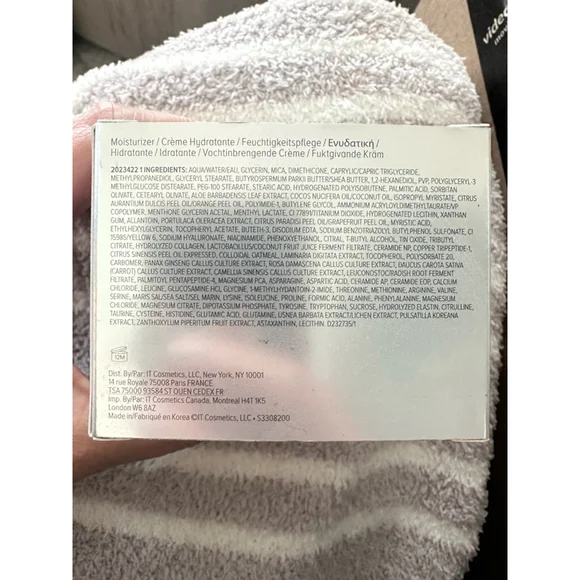 Moisturizer / Crème Hydratante / Feuchtigkeitspflege / Ενυδατική /
Hidratante / Idratante / Vochtinbrengende Crème / Fuktgivande Kräm
2023422 1 INGREDIENTS: AQUA/WATER/EAU, GLYCERIN, MICA, DIMETHICONE, CAPRYLIC/CAPRIC TRIGLYCERIDE,
METHYLPROPANEDIOL, GLYCERYL STEARATE, BUTYROSPERMUM PARKII BUTTER/SHEA BUTTER, 1,2-HEXANEDIOL, PVP, POLYGLYCERYL-3
METHYLGLUCOSE DISTEARATE, PEG-100 STEARATE, STEARIC ACID, HYDROGENATED POLYISOBUTENE, PALMITIC ACID, SORBITAN
OLIVATE, CETEARYL OLIVATE, ALOE BARBADENSIS LEAF EXTRACT, COCOS NUCIFERA OIL/COCONUT OIL, ISOPROPYL MYRISTATE, CITRUS
AURANTIUM DULCIS PEEL OIL/ORANGE PEEL OIL, POLYIMIDE-1, BUTYLENE GLYCOL, AMMONIUM ACRYLOYLDIMETHYLTAURATE/VP
COPOLYMER, MENTHONE GLYCERIN ACETAL, MENTHYL LACTATE, CI 77891/TITANIUM DIOXIDE, HYDROGENATED LECITHIN, XANTHAN
GUM, ALLANTOIN, PORTULACA OLERACEA EXTRACT, CITRUS PARADISI PEEL OIL/GRAPEFRUIT PEEL OIL, MYRISTIC ACID,
ETHYLHEXYLGLYCERIN, TOCOPHERYL ACETATE, BUTETH-3, DISODIUM EDTA, SODIUM BENZOTRIAZOLYL BUTYLPHENOL SULFONATE, CI
15985/YELLOW 6, SODIUM HYALURONATE, NIACINAMIDE, PHENOXYETHANOL, CITRAL, T-BUTYL ALCOHOL, TIN OXIDE, TRIBUTYL
CITRATE, HYDROLYZED COLLAGEN, LACTOBACILLUS/COCONUT FRUIT JUICE FERMENT FILTRATE, CERAMIDE NP, COPPER TRIPEPTIDE-1,
CITRUS SINENSIS PEEL OIL EXPRESSED, COLLOIDAL OATMEAL, LAMINARIA DIGITATA EXTRACT, TOCOPHEROL, POLYSORBATE 20,
CARBOMER, PANAX GINSENG CALLUS CULTURE EXTRACT, ROSA DAMASCENA CALLUS CULTURE EXTRACT, DAUCUS CAROTA SATIVA
(CARROT) CALLUS CULTURE EXTRACT, CAMELLIA SINENSIS CALLUS CULTURE EXTRACT, LEUCONOSTOC/RADISH ROOT FERMENT
FILTRATE, PALMITOYL PENTAPEPTIDE-4, MAGNESIUM PCA, ASPARAGINE, ASPARTIC ACID, CERAMIDE AP, CERAMIDE EOP, CALCIUM
CHLORIDE, LEUCINE, GLUCOSAMINE HCl, GLYCINE, 1-METHYLHYDANTOIN-2-IMIDE, THREONINE, METHIONINE, ARGININE, VALINE,
SERINE, MARIS SAL/SEA SALT/SEL MARIN, LYSINE, ISOLEUCINE, PROLINE, FORMIC ACID, ALANINE, PHENYLALANINE, MAGNESIUM
CHLORIDE, MAGNESIUM CITRATE, DIPOTASSIUM PHOSPHATE, TYROSINE, TRYPTOPHAN, SUCROSE, HYDROLYZED ELASTIN, CITRULLINE,
TAURINE, CYSTEINE, HISTIDINE, GLUTAMIC ACID, GLUTAMINE, USNEA BARBATA EXTRACT/LICHEN EXTRACT, PULSATILLA KOREANA
EXTRACT, ZANTHOXYLUM PIPERITUM FRUIT EXTRACT, ASTAXANTHIN, LECITHIN. D232735/1
12M
Dist. By/Par: IT Cosmetics, LLC, New York, NY 10001
14 rue Royale 75008 Paris FRANCE
TSA 75000 93584 ST OUEN CEDEX FR
Imp. By/Par: IT Cosmetics Canada, Montreal H4T 1K5
London W6 8AZ
Made in/Fabriqué en Korea ©IT Cosmetics, LLC • S3308200